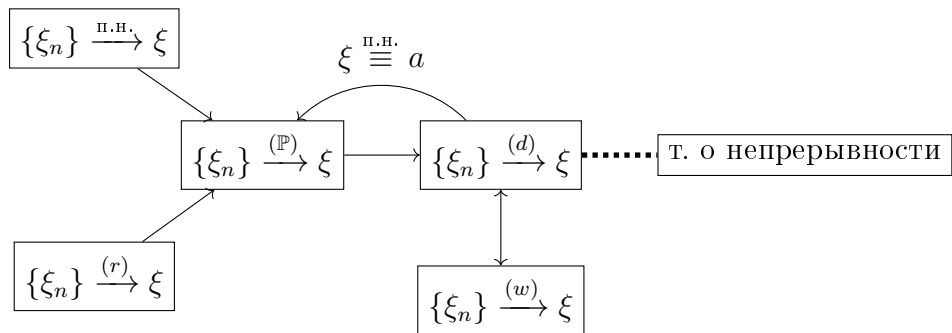 {ξₙ} п.н.⟶ ξ
ξ п.н.≡ a
{ξₙ} (ℙ)⟶ ξ
{ξₙ} (d)⟶ ξ
т. о непрерывности
{ξₙ} (r)⟶ ξ
{ξₙ} (w)⟶ ξ